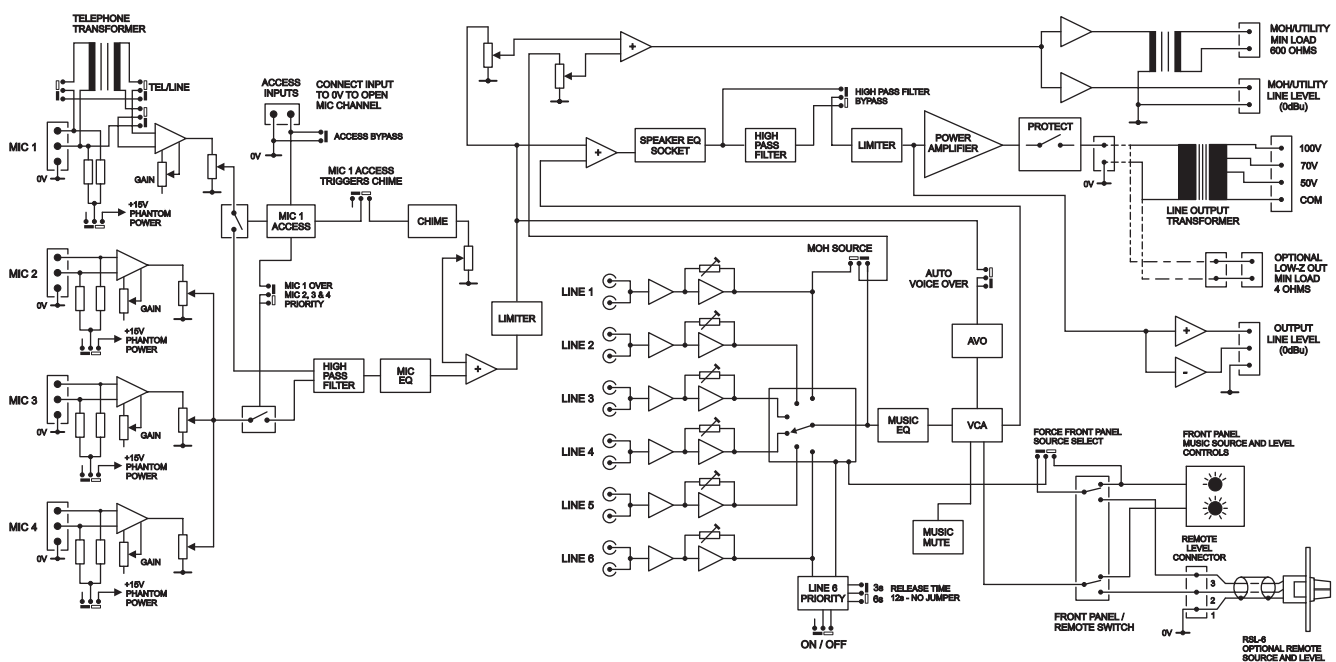 TELEPHONE
TRANSFORMER
TEL/LINE
MIC 1
0V
GAIN
+15V
PHANTOM
POWER
ACCESS
INPUTS
CONNECT INPUT
TO 0V TO OPEN
MIC CHANNEL
ACCESS BYPASS
0V
MIC 1 ACCESS
TRIGGERS CHIME
MIC 1
ACCESS
CHIME
MIC 2
0V
GAIN
+15V
PHANTOM
POWER
MIC 1 OVER
MIC 2, 3 & 4
PRIORITY
LIMITER
HIGH
PASS
FILTER
MIC
EQ
+
MIC 3
0V
GAIN
+15V
PHANTOM
POWER
MIC 4
0V
GAIN
+15V
PHANTOM
POWER
+
+
SPEAKER EQ
SOCKET
HIGH
PASS
FILTER
HIGH PASS FILTER
BYPASS
LIMITER
POWER
AMPLIFIER
PROTECT
0V
MOH/UTILITY
MIN LOAD
600 OHMS
MOH/UTILITY
LINE LEVEL
(0dBu)
100V
70V
50V
COM
LINE OUTPUT
TRANSFORMER
OPTIONAL
LOW-Z OUT
MIN LOAD
4 OHMS
+
-
OUTPUT
LINE LEVEL
(0dBu)
MOH SOURCE
AUTO
VOICE OVER
AVO
LINE 1
LINE 2
LINE 3
LINE 4
LINE 5
LINE 6
MUSIC
EQ
VCA
MUSIC
MUTE
LINE 6
PRIORITY
3s
6s
RELEASE TIME
12s - NO JUMPER
ON / OFF
FORCE FRONT PANEL
SOURCE SELECT
FRONT PANEL
MUSIC SOURCE AND LEVEL
CONTROLS
REMOTE
LEVEL
CONNECTOR
3
2
1
0V
FRONT PANEL /
REMOTE SWITCH
RSL-6
OPTIONAL REMOTE
SOURCE AND LEVEL